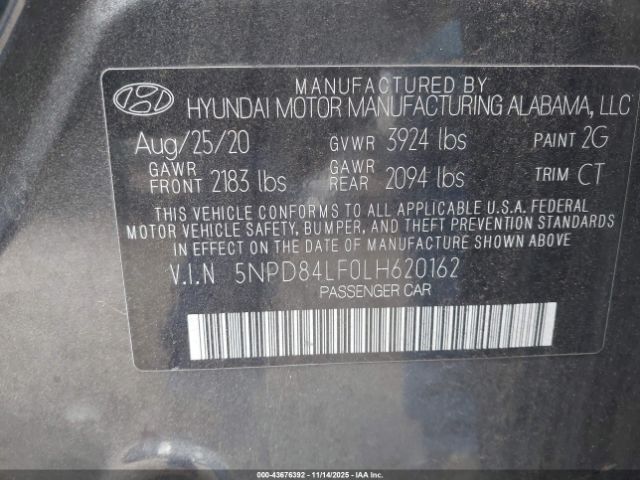 MANUFACTURED BY
HYUNDAI MOTOR MANUFACTURING ALABAMA, LLC
Aug/25/20 GVWR 3924 lbs PAINT 2G
GAWR FRONT 2183 lbs GAWR REAR 2094 lbs TRIM CT
THIS VEHICLE CONFORMS TO ALL APPLICABLE U.S.A. FEDERAL
MOTOR VEHICLE SAFETY, BUMPER, AND THEFT PREVENTION STANDARDS
IN EFFECT ON THE DATE OF MANUFACTURE SHOWN ABOVE.
V.I.N 5NPD84LF0LH620162
PASSENGER CAR
© IAA-43676392 11/14/2025 - IAAI.COM